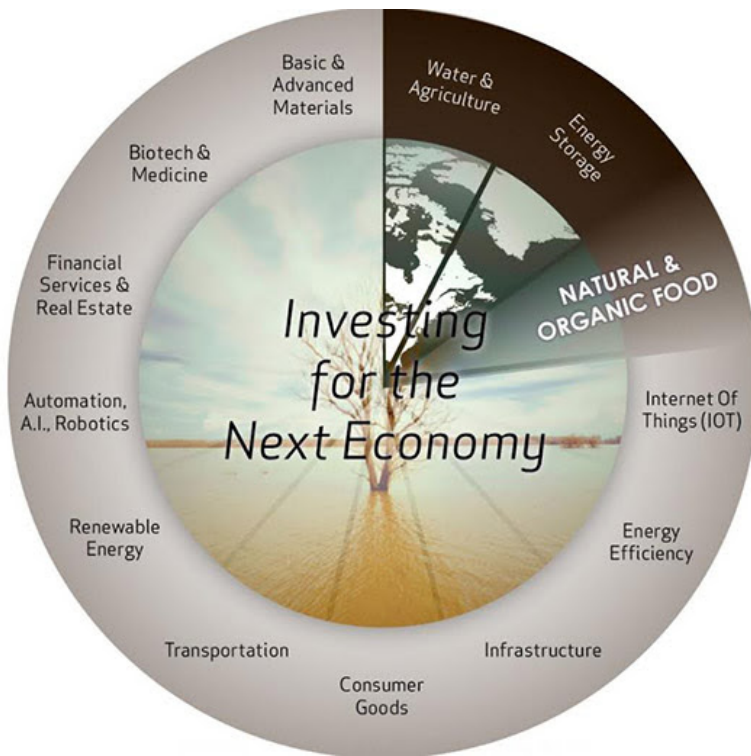 Basic &
Advanced
Materials
Water &
Agriculture
Energy
Storage
NATURAL &
ORGANIC FOOD
Internet Of
Things (IOT)
Energy
Efficiency
Infrastructure
Consumer
Goods
Transportation
Renewable
Energy
Automation,
A.I., Robotics
Financial
Services &
Real Estate
Biotech &
Medicine
Investing
for the
Next Economy